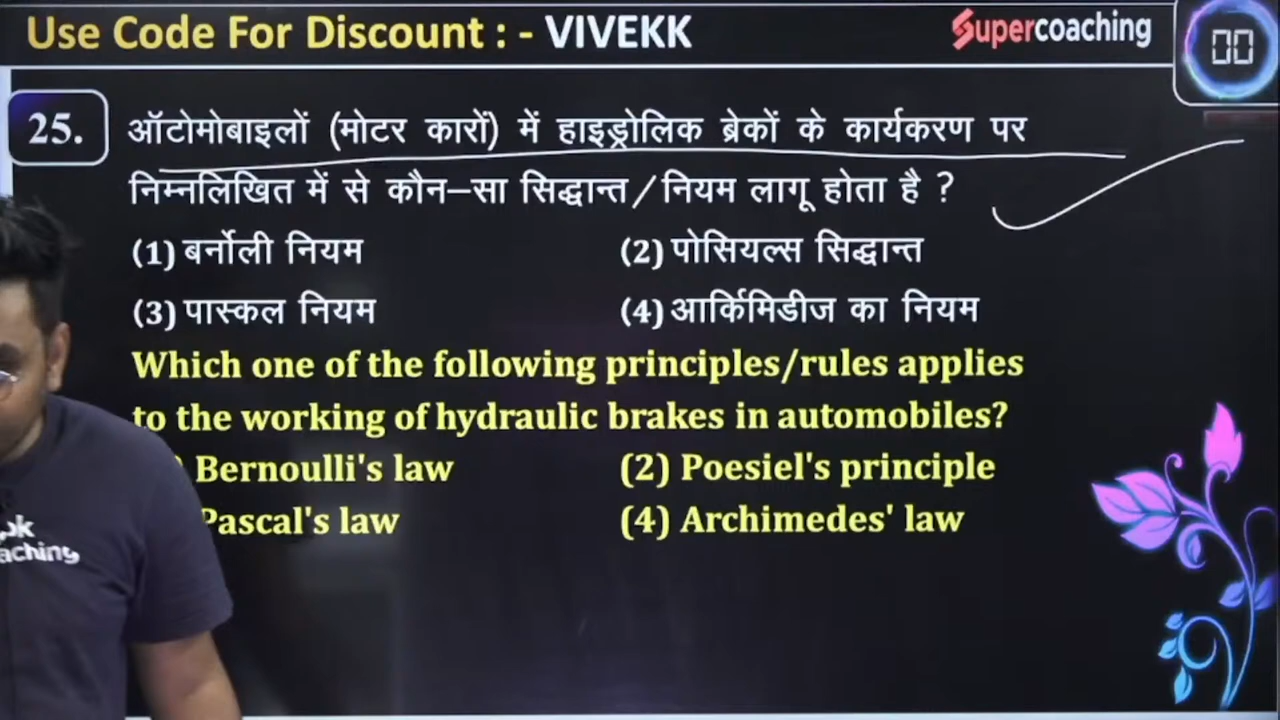 Use Code For Discount : - VIVEKK
Supercoaching
00
25. ऑटोमोबाइलों (मोटर कारों) में हाइड्रोलिक ब्रेकों के कार्यकरण पर
निम्नलिखित में से कौन–सा सिद्धान्त/नियम लागू होता है ?
(1) बर्नोली नियम (2) पोसियल्स सिद्धान्त
(3) पास्कल नियम (4) आर्किमिडीज का नियम
Which one of the following principles/rules applies
to the working of hydraulic brakes in automobiles?
Bernoulli's law (2) Poesiel's principle
Pascal's law (4) Archimedes' law